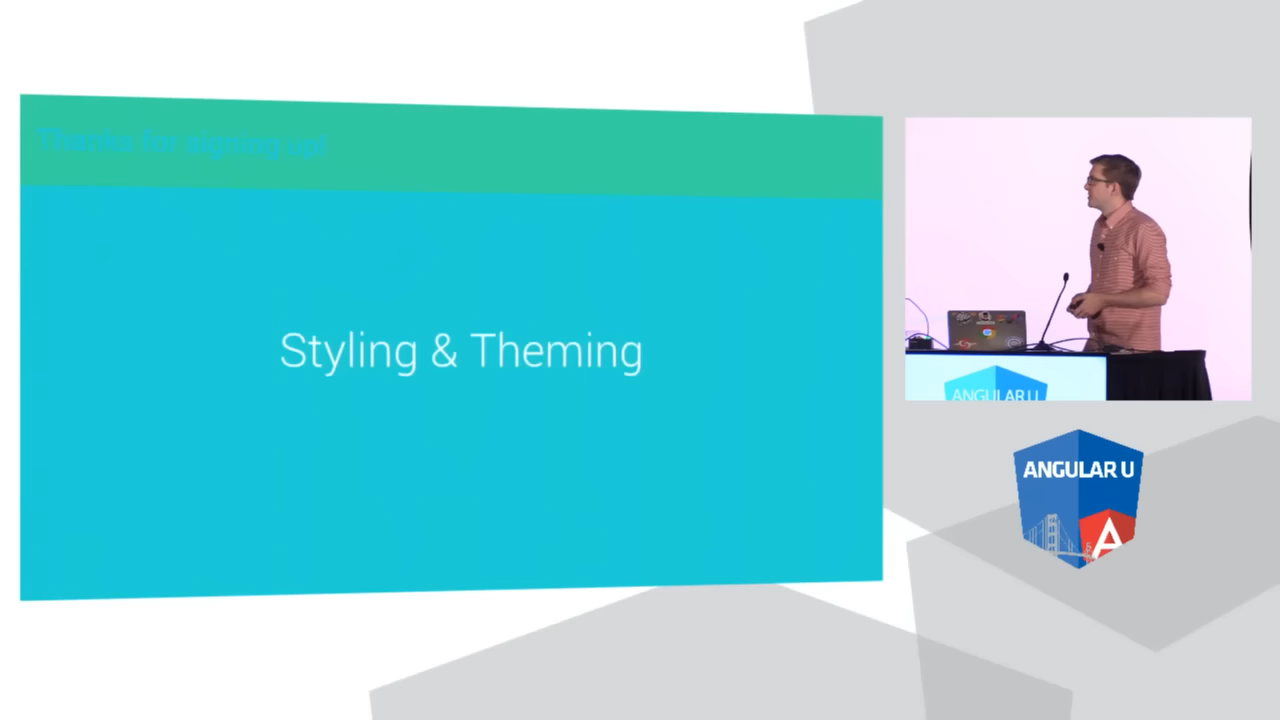 Thanks for signing up!
Styling & Theming
ANGULAR U
ANGULAR U
A